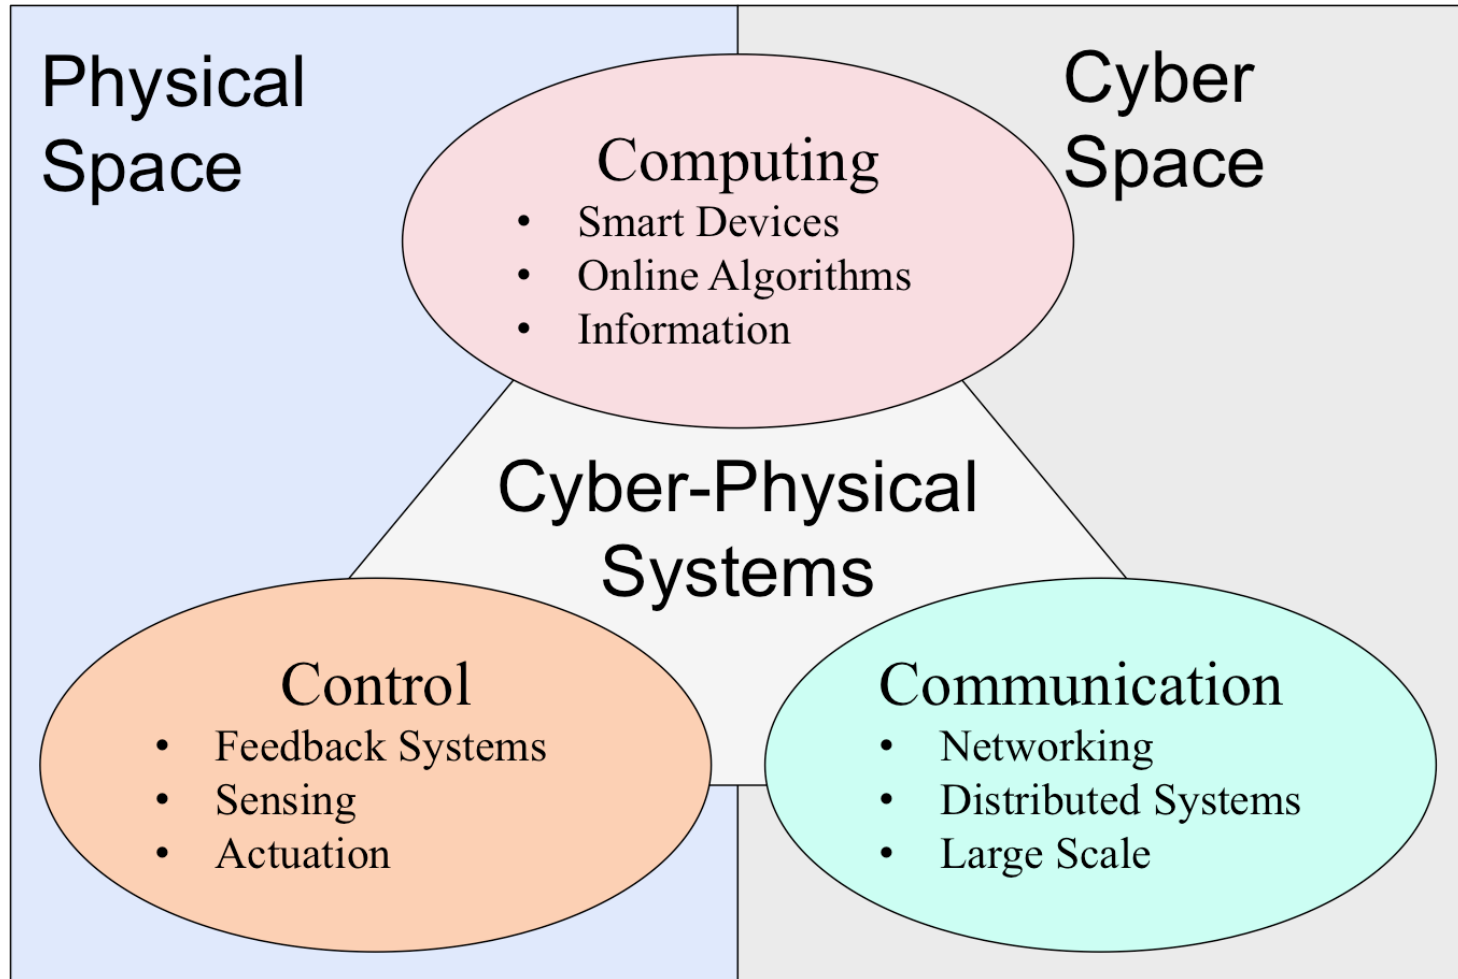 Physical
Space
Cyber
Space
Computing
• Smart Devices
• Online Algorithms
• Information
Cyber-Physical
Systems
Control
• Feedback Systems
• Sensing
• Actuation
Communication
• Networking
• Distributed Systems
• Large Scale